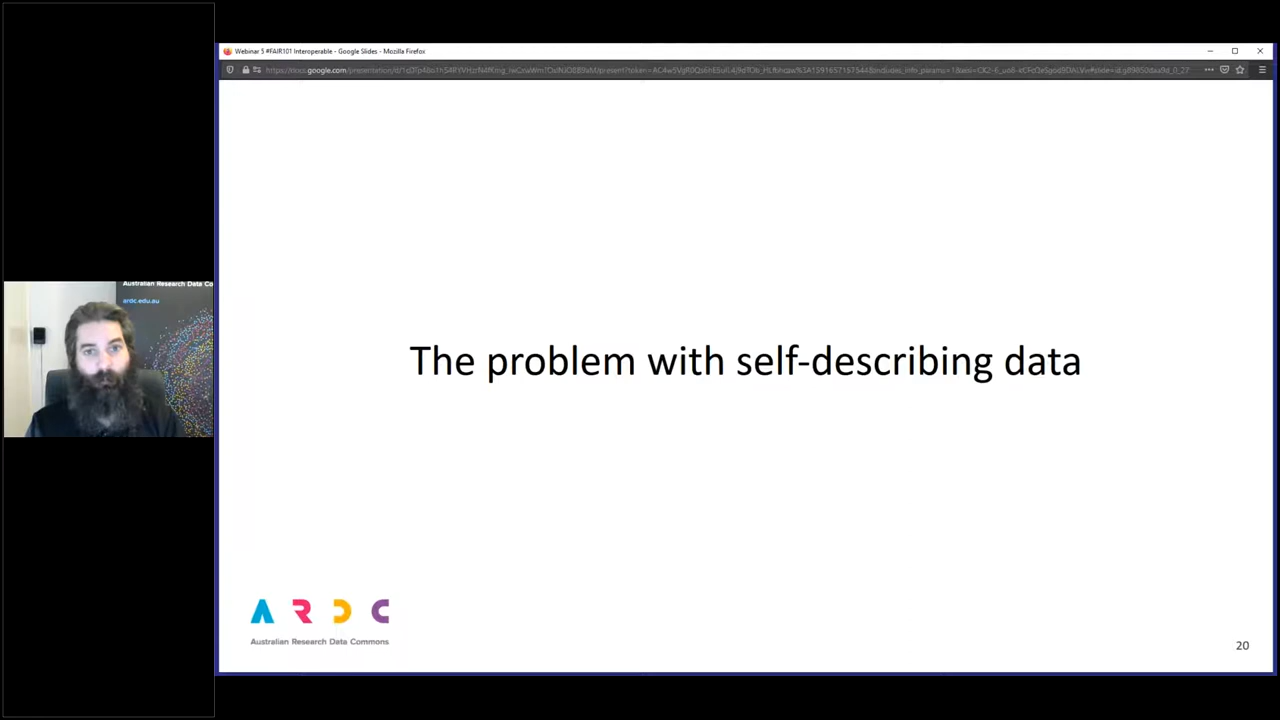 Webinar 5 #FAIR101 Interoperable - Google Slides - Mozilla Firefox
Australian Research Data Co
ardc.edu.au
The problem with self-describing data
A R D C
Australian Research Data Commons
20